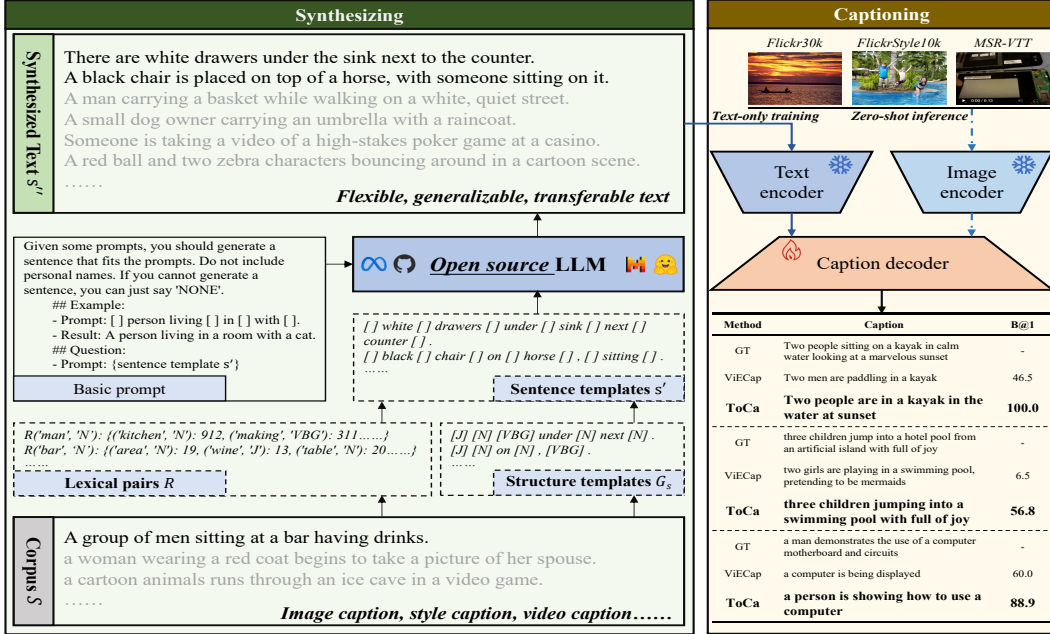 Synthesizing
Synthesized Text s''
There are white drawers under the sink next to the counter.
A black chair is placed on top of a horse, with someone sitting on it.
A man carrying a basket while walking on a white, quiet street.
A small dog owner carrying an umbrella with a raincoat.
Someone is taking a video of a high-stakes poker game at a casino.
A red ball and two zebra characters bouncing around in a cartoon scene.
……
Flexible, generalizable, transferable text
Given some prompts, you should generate a
sentence that fits the prompts. Do not include
personal names. If you cannot generate a
sentence, you can just say 'NONE'.
## Example:
- Prompt: [ ] person living [ ] in [ ] with [ ].
- Result: A person living in a room with a cat.
## Question:
- Prompt: {sentence template s'}
Basic prompt
Open source LLM
[ ] white [ ] drawers [ ] under [ ] sink [ ] next [ ]
counter [ ] .
[ ] black [ ] chair [ ] on [ ] horse [ ] , [ ] sitting [ ] .
……
Sentence templates s'
R('man', 'N'): {('kitchen', 'N'): 912, ('making', 'VBG'): 311……}
R('bar', 'N'): {('area', 'N'): 19, ('wine', 'J'): 13, ('table', 'N'): 20……}
……
Lexical pairs R
[J] [N] [VBG] under [N] next [N] .
[J] [N] on [N] , [VBG] .
……
Structure templates Gs
Corpus S
A group of men sitting at a bar having drinks.
a woman wearing a red coat begins to take a picture of her spouse.
a cartoon animals runs through an ice cave in a video game.
……
Image caption, style caption, video caption……
Captioning
Flickr30k FlickrStyle10k MSR-VTT
Text-only training Zero-shot inference
Text
encoder
Image
encoder
Caption decoder
Method Caption B@1
GT Two people sitting on a kayak in calm
water looking at a marvelous sunset -
ViECap Two men are paddling in a kayak 46.5
ToCa Two people are in a kayak in the
water at sunset 100.0
GT three children jump into a hotel pool from
an artificial island with full of joy -
ViECap two girls are playing in a swimming pool,
pretending to be mermaids 6.5
ToCa three children jumping into a
swimming pool with full of joy 56.8
GT a man demonstrates the use of a computer
motherboard and circuits -
ViECap a computer is being displayed 60.0
ToCa a person is showing how to use a
computer 88.9